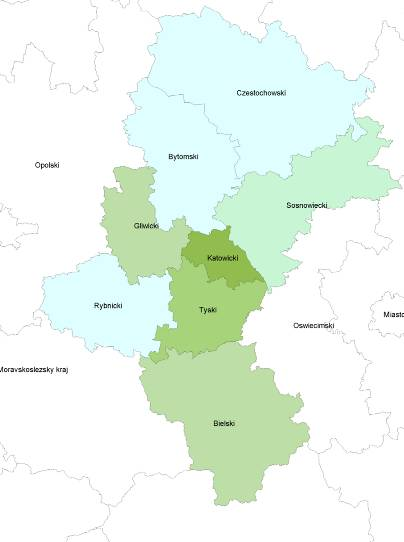 Czestochowski
Bytomski
Opolski
Sosnowiecki
Gliwicki
Katowicki
Rybnicki
Tyski
Oswiecimski
Miasto
Moravskoslezsky kraj
Bielski